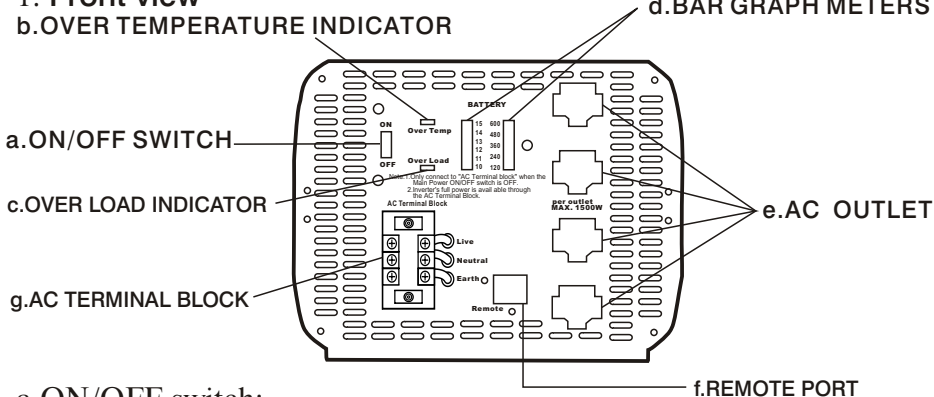 1. Front view
b.OVER TEMPERATURE INDICATOR
d.BAR GRAPH METERS
a.ON/OFF SWITCH
ON
OFF
Over Temp
BATTERY
15 600
14 480
13 360
12 240
11
10 120
Over Load
Note:1.Only connect to "AC Terminal block" when the
Main Power ON/OFF switch is OFF.
2.Inverter's full power is avail able through
the AC Terminal Block.
c.OVER LOAD INDICATOR
AC Terminal Block
per outlet
MAX. 1500W
e.AC OUTLET
Live
Neutral
Earth
g.AC TERMINAL BLOCK
Remote
f.REMOTE PORT
a.ON/OFF switch: